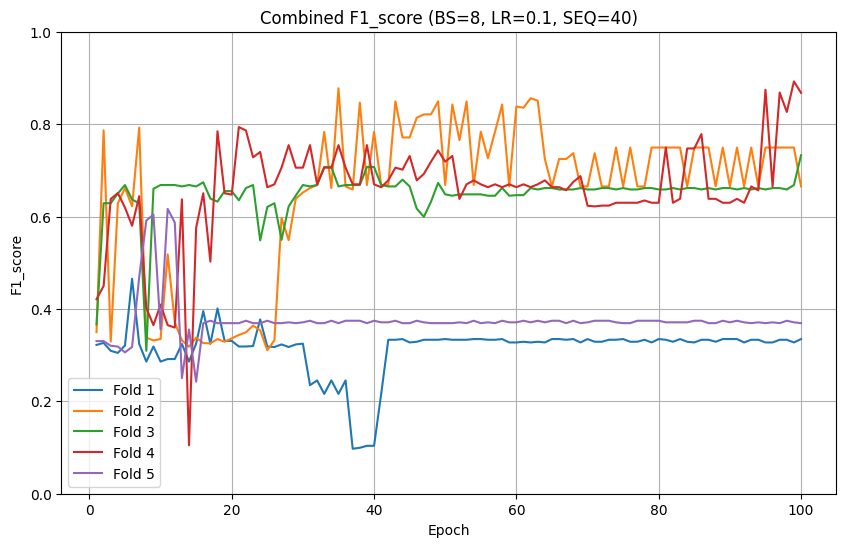 Combined F1_score (BS=8, LR=0.1, SEQ=40)
F1_score
1.0
0.8
0.6
0.4
0.2
0.0
Fold 1
Fold 2
Fold 3
Fold 4
Fold 5
0 20 40 60 80 100
Epoch